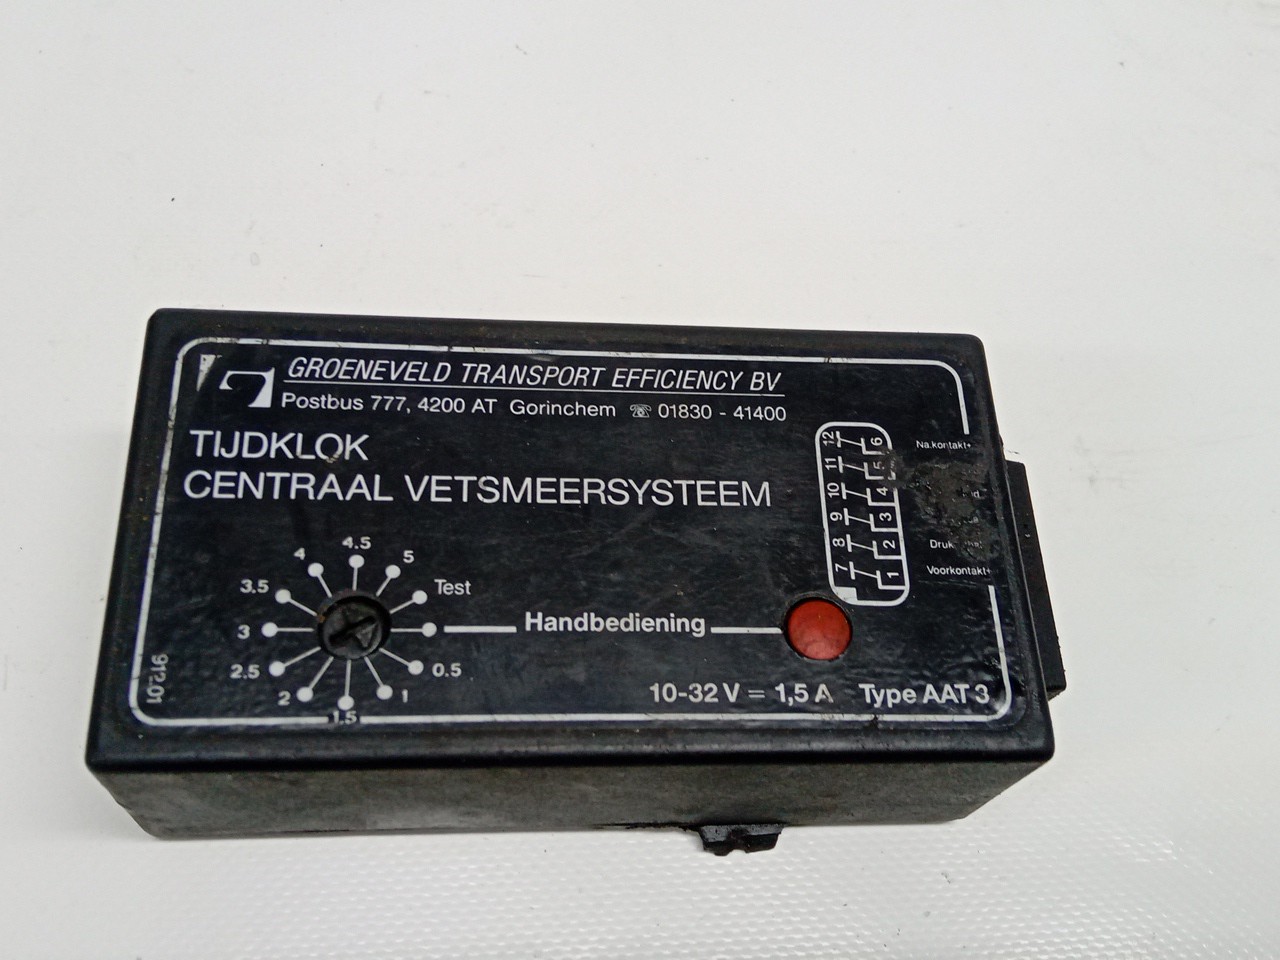 GROENEVELD TRANSPORT EFFICIENCY BV
Postbus 777, 4200 AT Gorinchem ☏ 01830 - 41400
TIJDKLOK
CENTRAAL VETSMEERSYSTEEM
12 6 Na.kontakt+
11 5
10 4
9 3
8 2
7 1 Voorkontakt+
4.5
4 5
3.5 Test
3 Handbediening
2.5 0.5
2 1
1.5
10-32 V = 1,5 A Type AAT 3
912.01